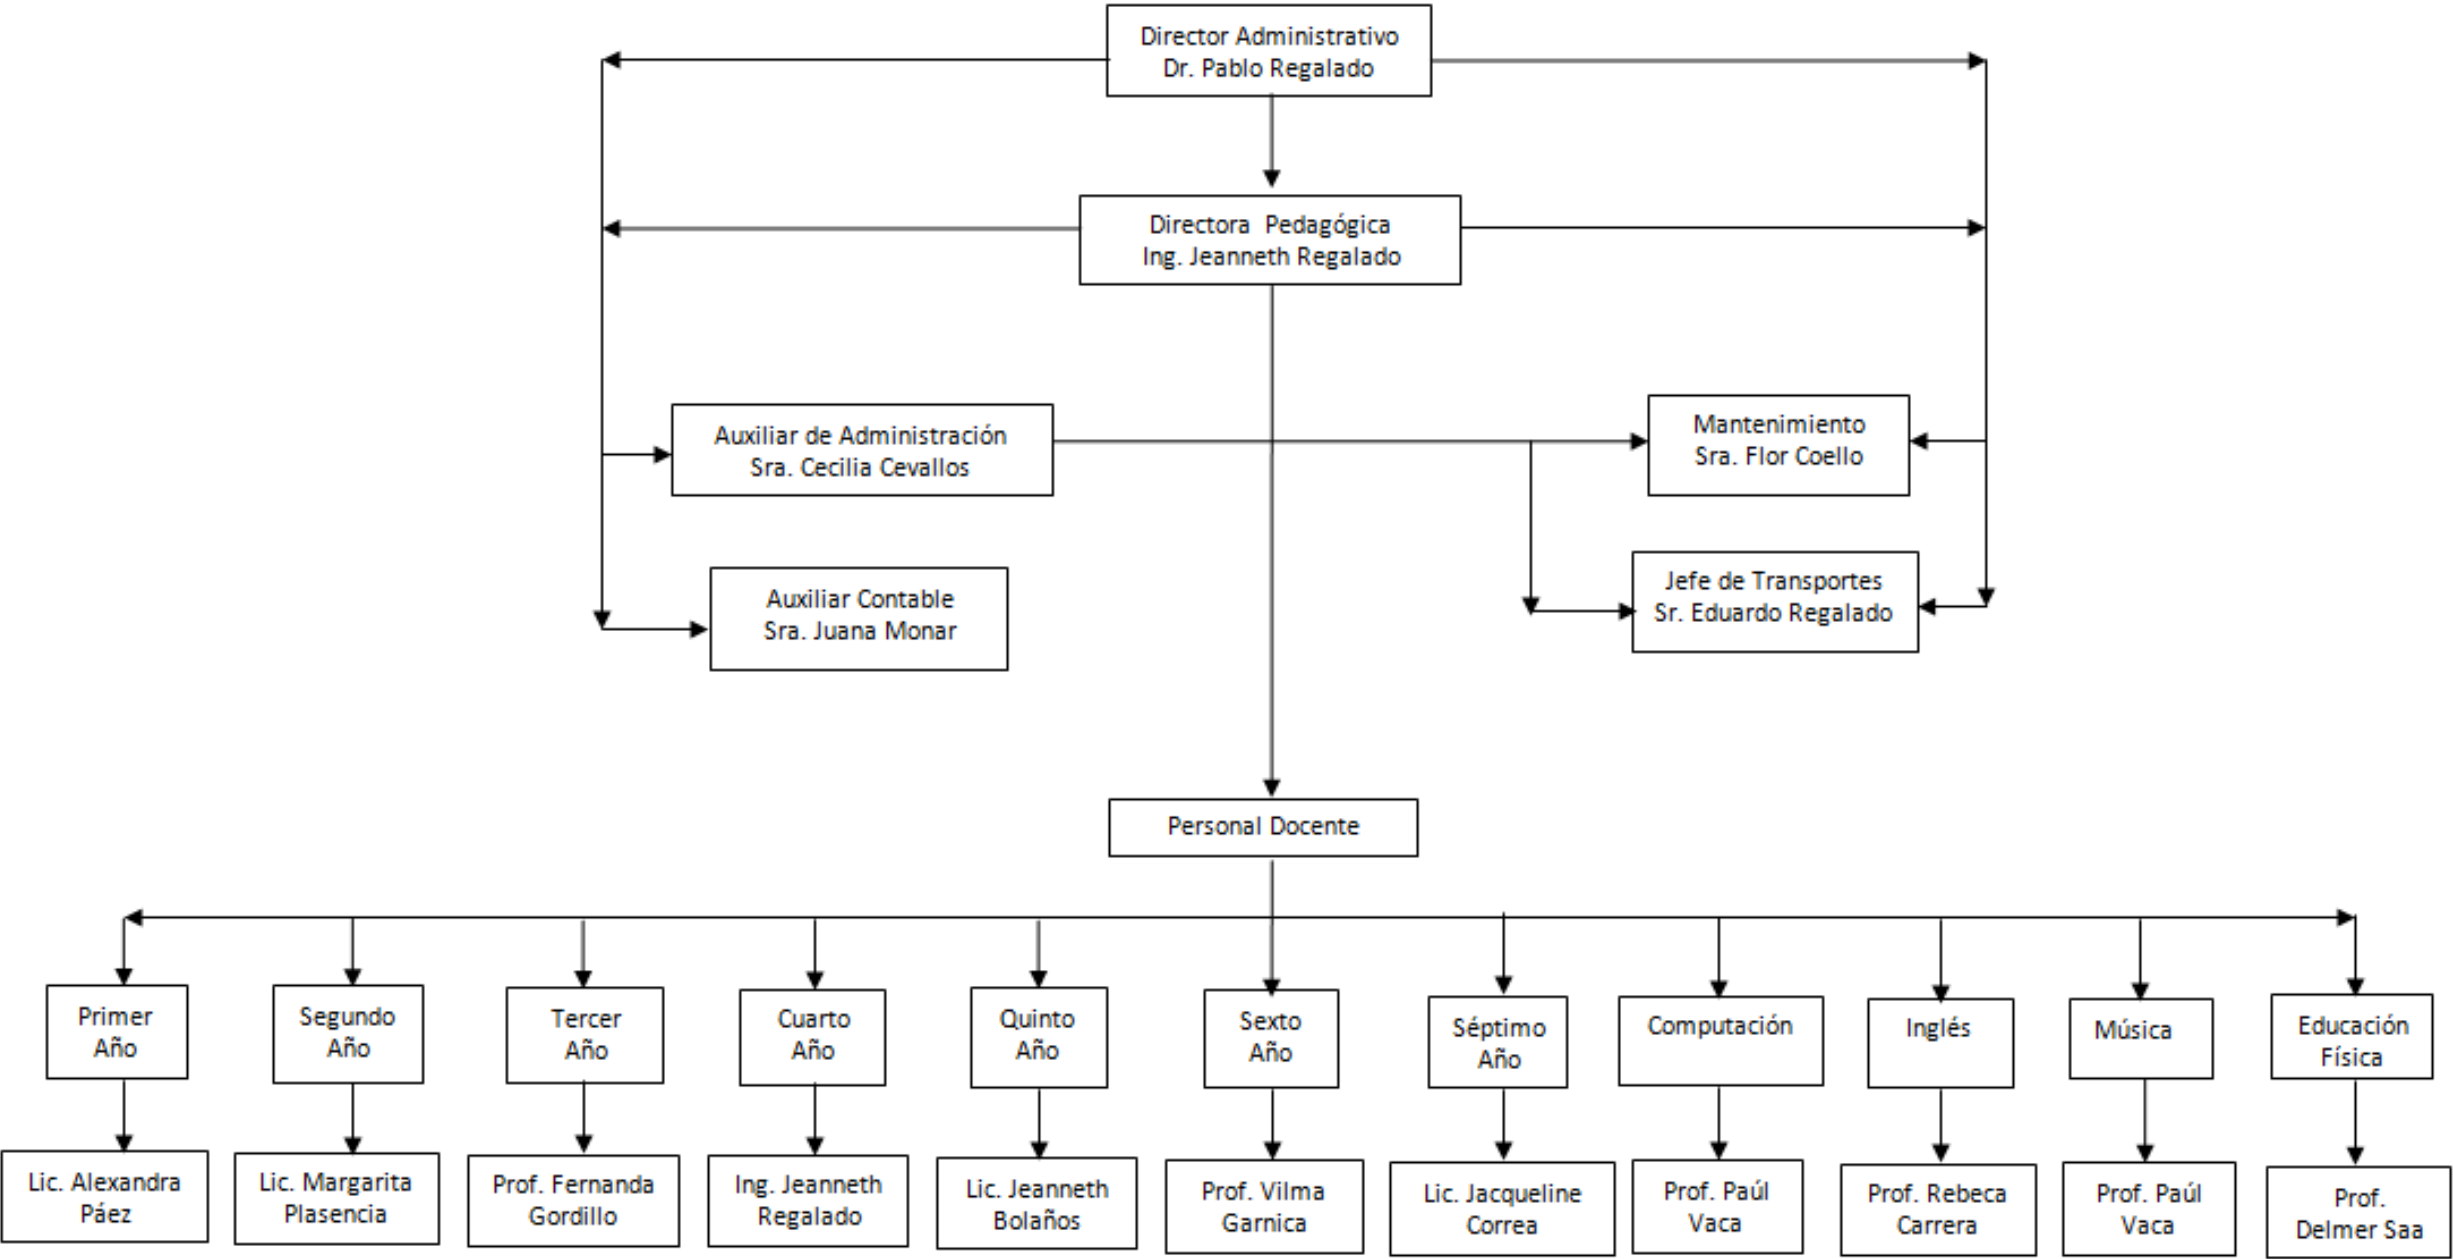 Director Administrativo
Dr. Pablo Regalado
Directora  Pedagógica
Ing. Jeanneth Regalado
Auxiliar de Administración
Sra. Cecilia Cevallos
Mantenimiento
Sra. Flor Coello
Auxiliar Contable
Sra. Juana Monar
Jefe de Transportes
Sr. Eduardo Regalado
Personal Docente
Primer
Año
Segundo
Año
Tercer
Año
Cuarto
Año
Quinto
Año
Sexto
Año
Séptimo
Año
Computación
Inglés
Música
Educación
Física
Lic. Alexandra
Páez
Lic. Margarita
Plasencia
Prof. Fernanda
Gordillo
Ing. Jeanneth
Regalado
Lic. Jeanneth
Bolaños
Prof. Vilma
Garnica
Lic. Jacqueline
Correa
Prof. Paúl
Vaca
Prof. Rebeca
Carrera
Prof. Paúl
Vaca
Prof.
Delmer Saa